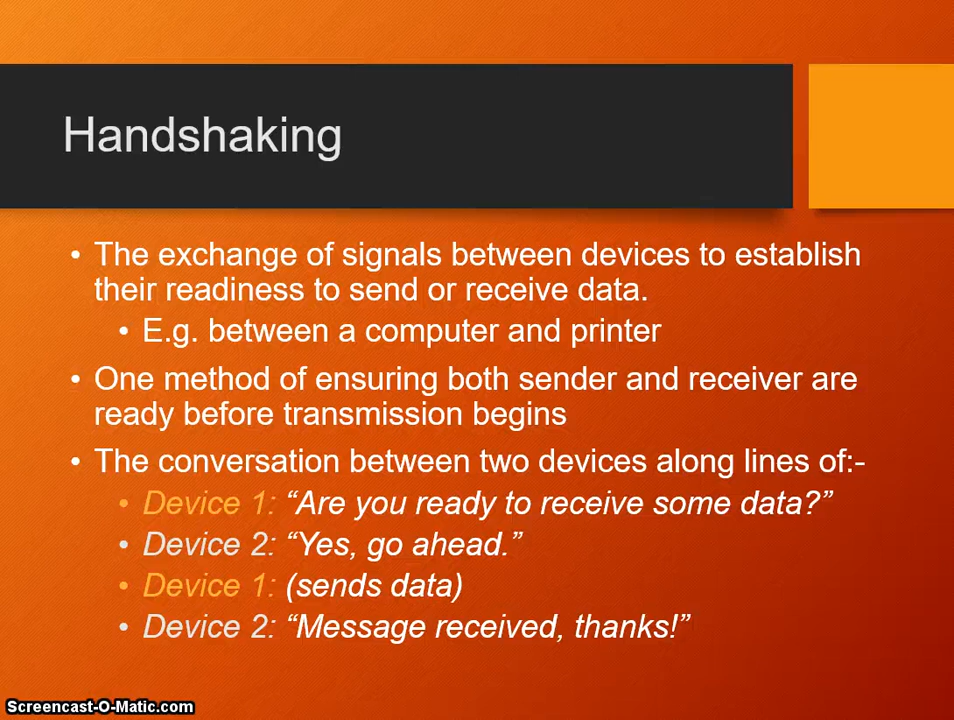 Handshaking
• The exchange of signals between devices to establish
their readiness to send or receive data.
• E.g. between a computer and printer
• One method of ensuring both sender and receiver are
ready before transmission begins
• The conversation between two devices along lines of:-
• Device 1: “Are you ready to receive some data?”
• Device 2: “Yes, go ahead.”
• Device 1: (sends data)
• Device 2: “Message received, thanks!”
Screencast-O-Matic.com